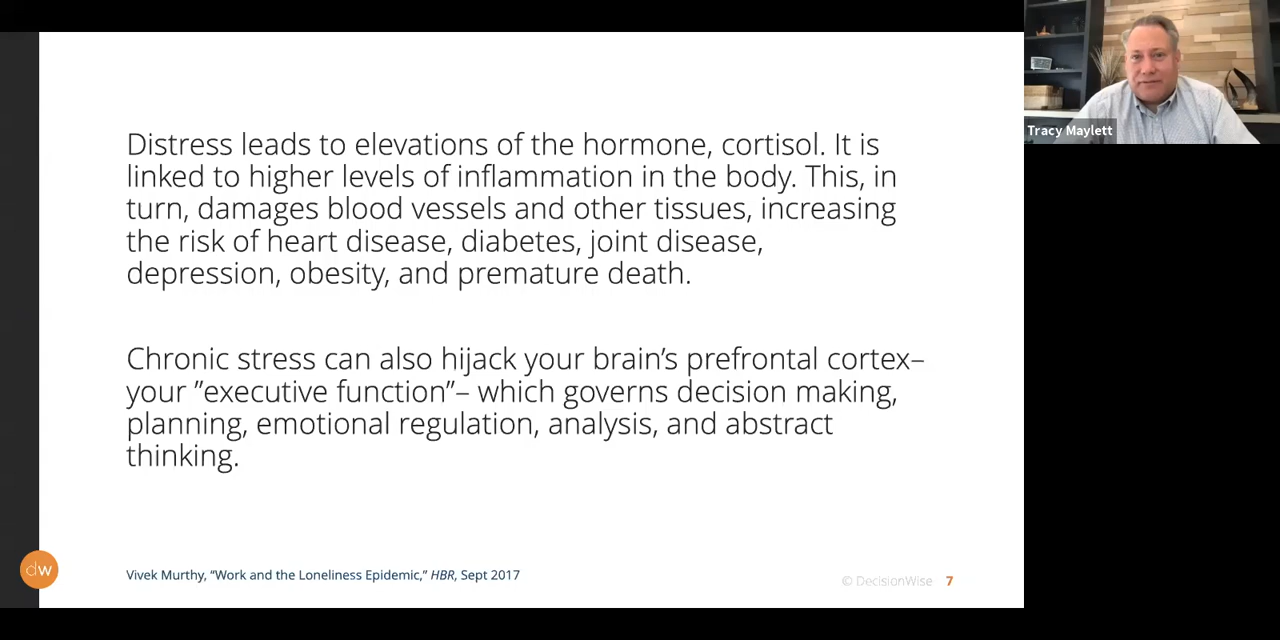 Distress leads to elevations of the hormone, cortisol. It is
linked to higher levels of inflammation in the body. This, in
turn, damages blood vessels and other tissues, increasing
the risk of heart disease, diabetes, joint disease,
depression, obesity, and premature death.
Chronic stress can also hijack your brain’s prefrontal cortex–
your ”executive function”– which governs decision making,
planning, emotional regulation, analysis, and abstract
thinking.
dw
Vivek Murthy, “Work and the Loneliness Epidemic,” HBR, Sept 2017
© DecisionWise 7
Tracy Maylett